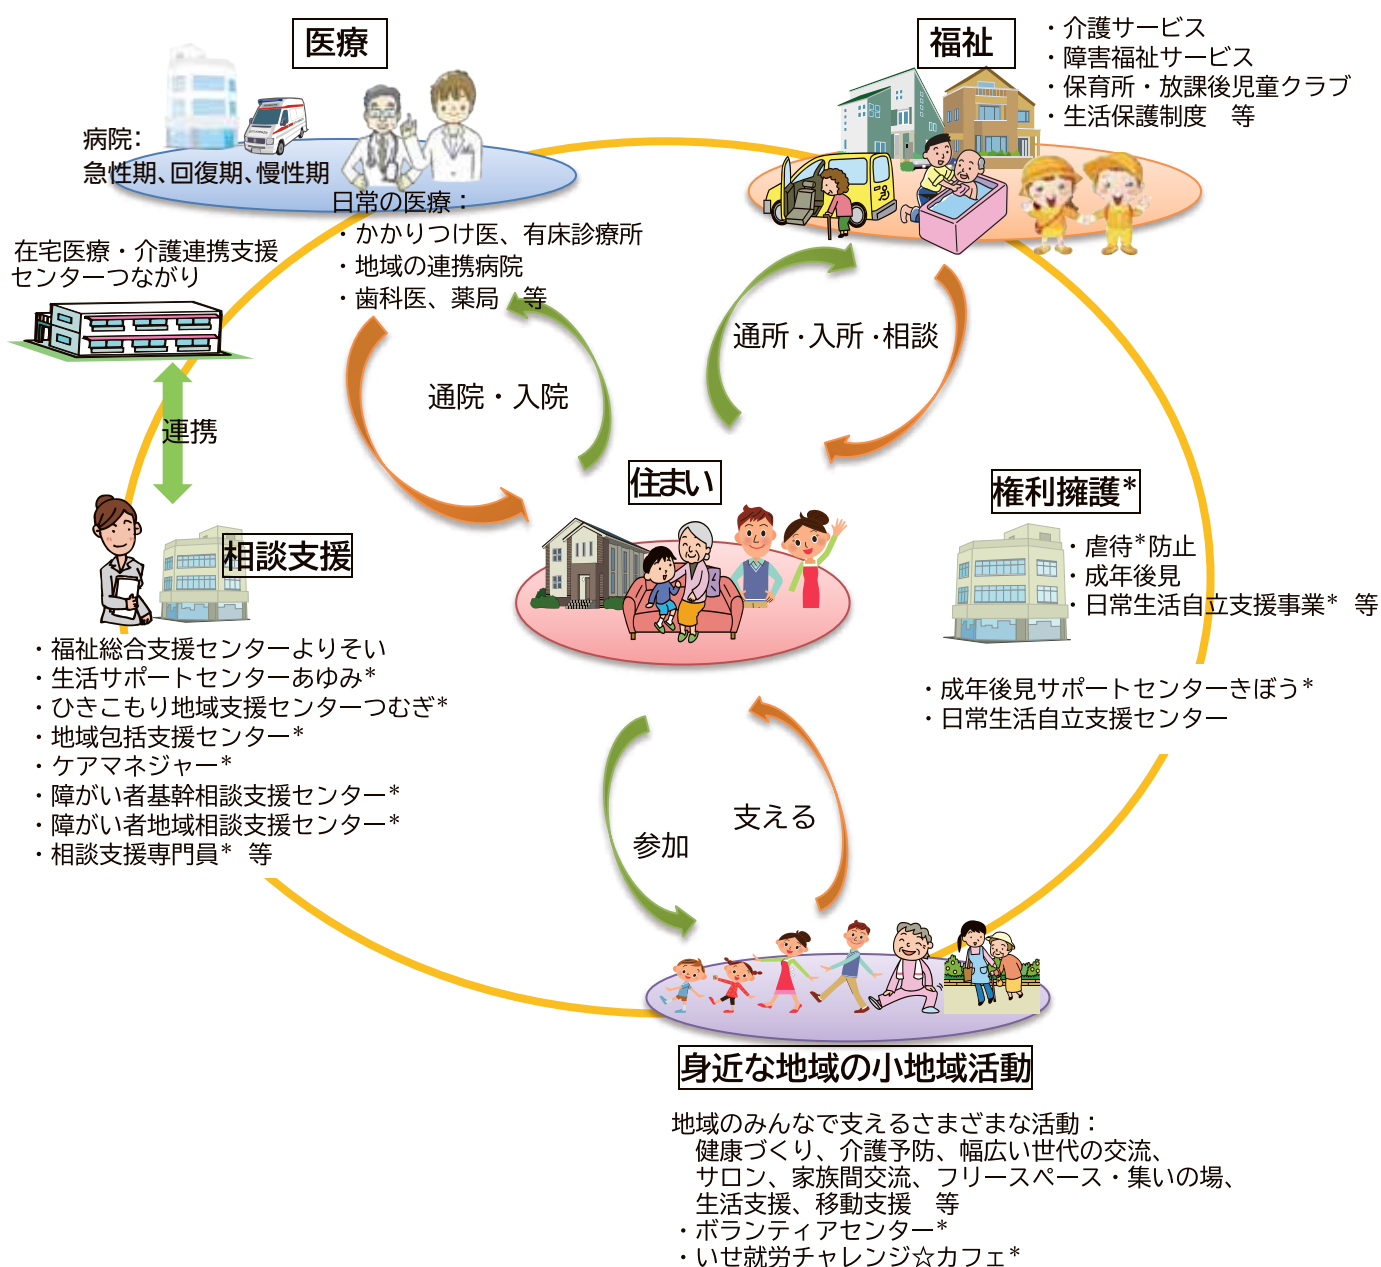 医療
病院：
急性期、回復期、慢性期
日常の医療：
・かかりつけ医、有床診療所
・地域の連携病院
・歯科医、薬局　等
福祉
・介護サービス
・障害福祉サービス
・保育所・放課後児童クラブ
・生活保護制度　等
在宅医療・介護連携支援
センターつながり
連携
通院・入院
通所・入所・相談
住まい
相談支援
・福祉総合支援センターよりそい
・生活サポートセンターあゆみ*
・ひきこもり地域支援センターつむぎ*
・地域包括支援センター*
・ケアマネジャー*
・障がい者基幹相談支援センター*
・障がい者地域相談支援センター*
・相談支援専門員*　等
権利擁護*
・虐待*防止
・成年後見
・日常生活自立支援事業*　等
・成年後見サポートセンターきぼう*
・日常生活自立支援センター
参加
支える
身近な地域の小地域活動
地域のみんなで支えるさまざまな活動：
健康づくり、介護予防、幅広い世代の交流、
サロン、家族間交流、フリースペース・集いの場、
生活支援、移動支援　等
・ボランティアセンター*
・いせ就労チャレンジ☆カフェ*